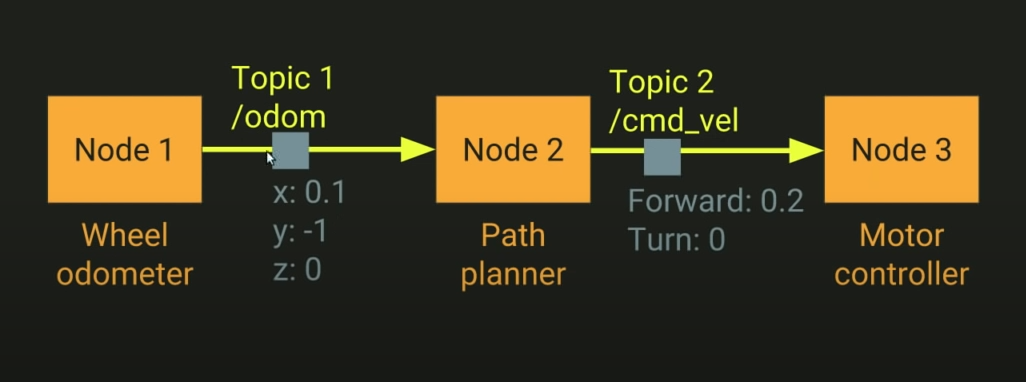 Topic 1
/odom
Topic 2
/cmd_vel
Node 1
Node 2
Node 3
x: 0.1
y: -1
z: 0
Forward: 0.2
Turn: 0
Wheel
odometer
Path
planner
Motor
controller